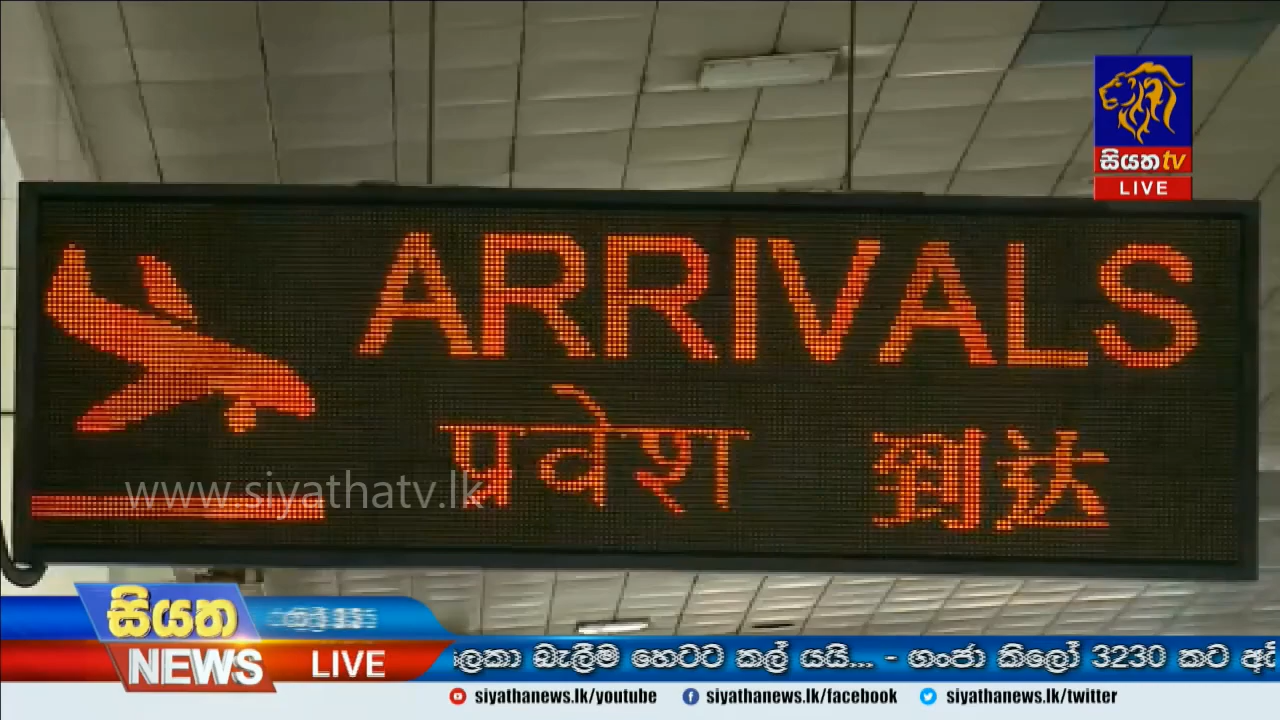 සියත tv
LIVE
ARRIVALS
प्रवेश 到达
www.siyathatv.lk
සියත
NEWS LIVE
බැලීම හෙටට කල් යයි... - ගංජා කිලෝ 3230 කට
siyathanews.lk/youtube siyathanews.lk/facebook siyathanews.lk/twitter